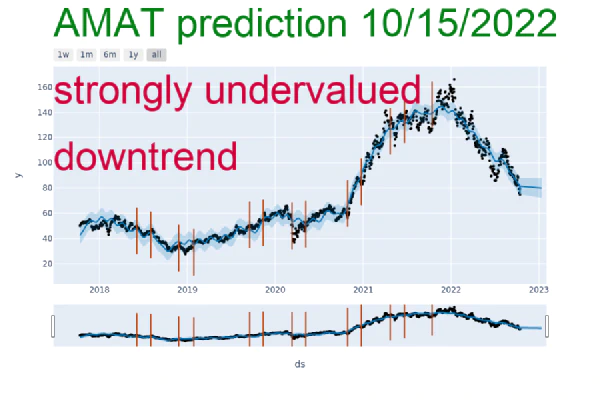 AMAT prediction 10/15/2022
1w 1m 6m 1y all
160
strongly undervalued
140
120
downtrend
100
80
60
40
20
y
2018 2019 2020 2021 2022 2023
ds